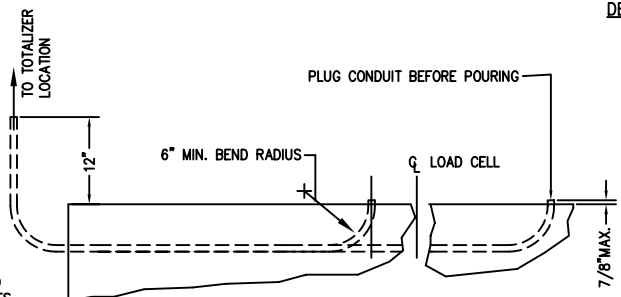 TO TOTALIZER
LOCATION
12"
6" MIN. BEND RADIUS
PLUG CONDUIT BEFORE POURING
℄ LOAD CELL
7/8"MAX.